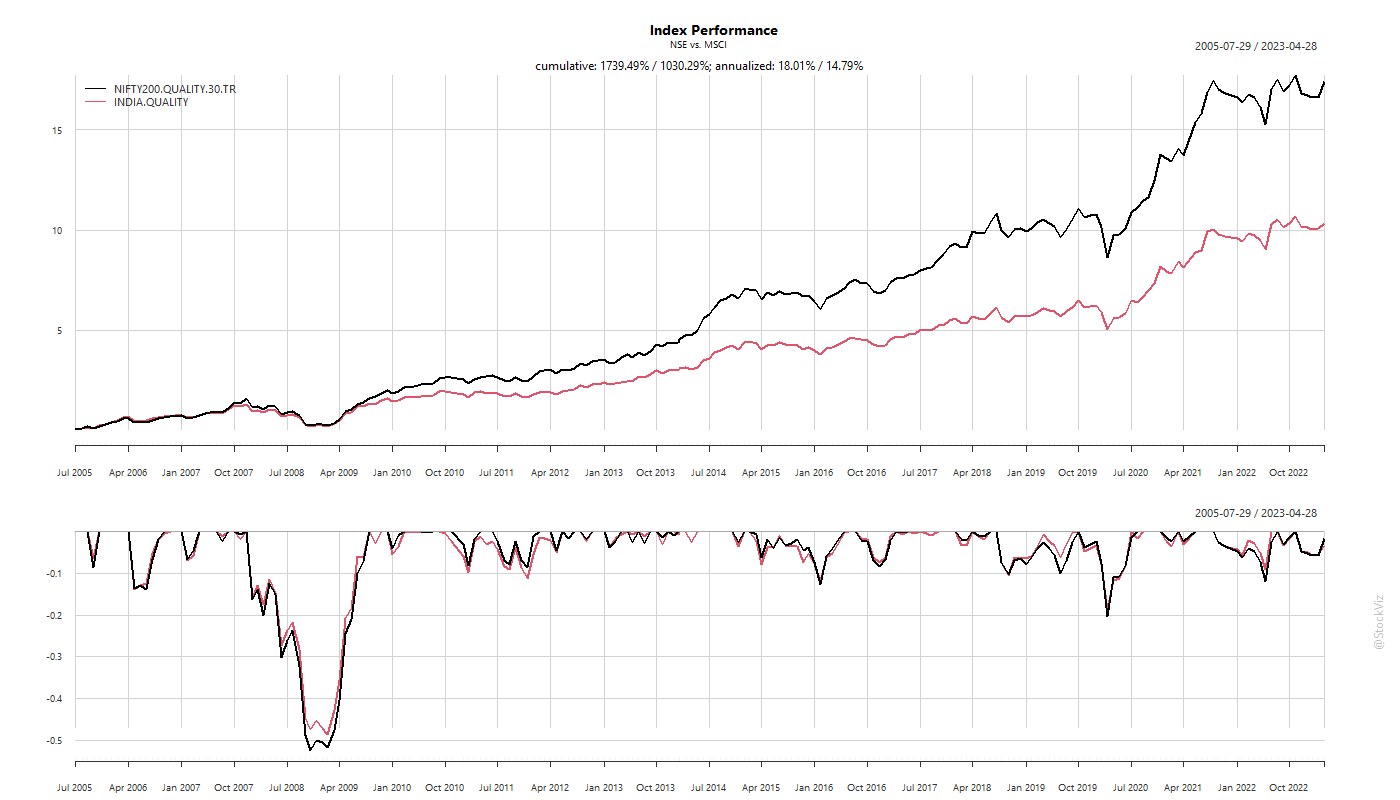 Index Performance
NSE vs. MSCI
2005-07-29 / 2023-04-28
cumulative: 1739.49% / 1030.29%; annualized: 18.01% / 14.79%
NIFTY200.QUALITY.30.TR
INDIA.QUALITY
15
10
5
Jul 2005 Apr 2006 Jan 2007 Oct 2007 Jul 2008 Apr 2009 Jan 2010 Oct 2010 Jul 2011 Apr 2012 Jan 2013 Oct 2013 Jul 2014 Apr 2015 Jan 2016 Oct 2016 Jul 2017 Apr 2018 Jan 2019 Oct 2019 Jul 2020 Apr 2021 Jan 2022 Oct 2022
2005-07-29 / 2023-04-28
-0.1
-0.2
-0.3
-0.4
-0.5
Jul 2005 Apr 2006 Jan 2007 Oct 2007 Jul 2008 Apr 2009 Jan 2010 Oct 2010 Jul 2011 Apr 2012 Jan 2013 Oct 2013 Jul 2014 Apr 2015 Jan 2016 Oct 2016 Jul 2017 Apr 2018 Jan 2019 Oct 2019 Jul 2020 Apr 2021 Jan 2022 Oct 2022
@StockViz